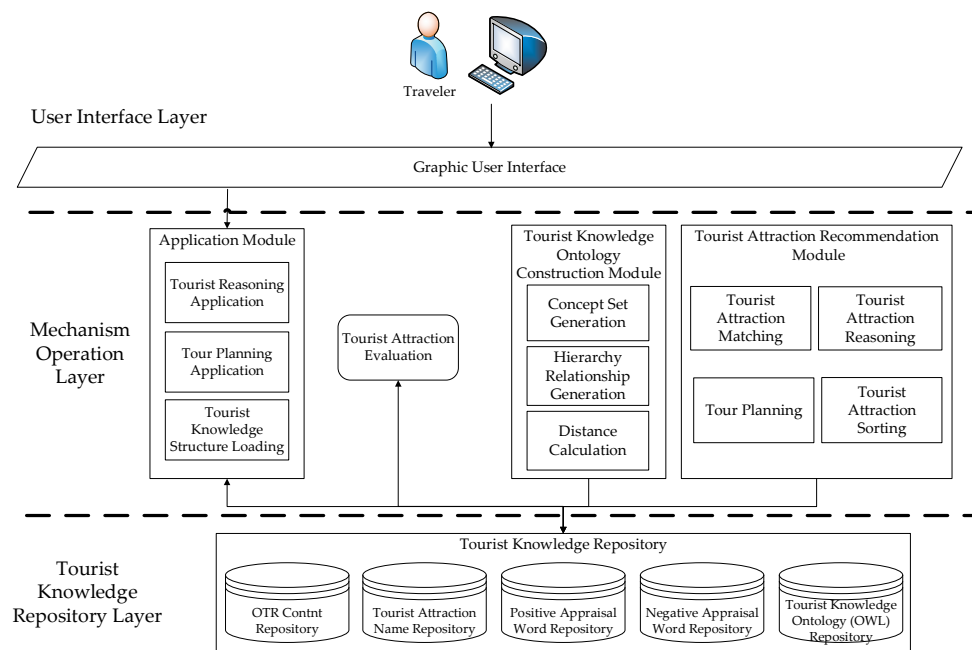 Traveler
User Interface Layer
Graphic User Interface
Application Module
Tourist Reasoning
Application
Tour Planning
Application
Tourist
Knowledge
Structure Loading
Mechanism
Operation
Layer
Tourist Attraction
Evaluation
Tourist Knowledge
Ontology
Construction Module
Concept Set
Generation
Hierarchy
Relationship
Generation
Distance
Calculation
Tourist Attraction Recommendation
Module
Tourist
Attraction
Matching
Tourist
Attraction
Reasoning
Tour Planning
Tourist
Attraction
Sorting
Tourist
Knowledge
Repository Layer
Tourist Knowledge Repository
OTR Contnt
Repository
Tourist Attraction
Name Repository
Positive Appraisal
Word Repository
Negative Appraisal
Word Repository
Tourist Knowledge
Ontology (OWL)
Repository